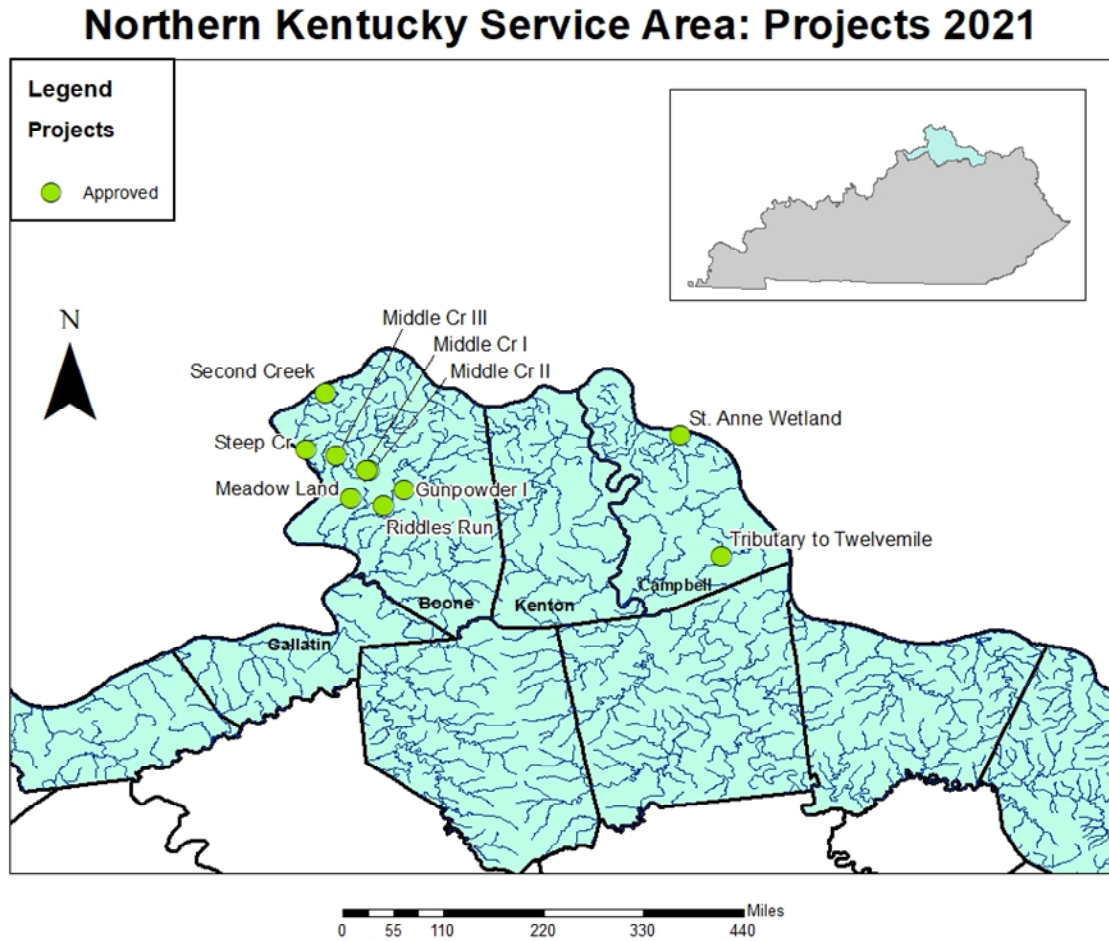 Northern Kentucky Service Area: Projects 2021
Legend
Projects
Approved
N
Middle Cr III
Middle Cr I
Middle Cr II
Second Creek
St. Anne Wetland
Steep Cr
Meadow Land
Gunpowder I
Riddles Run
Tributary to Twelvemile
Campbell
Boone
Kenton
Gallatin
Miles
0 55 110 220 330 440